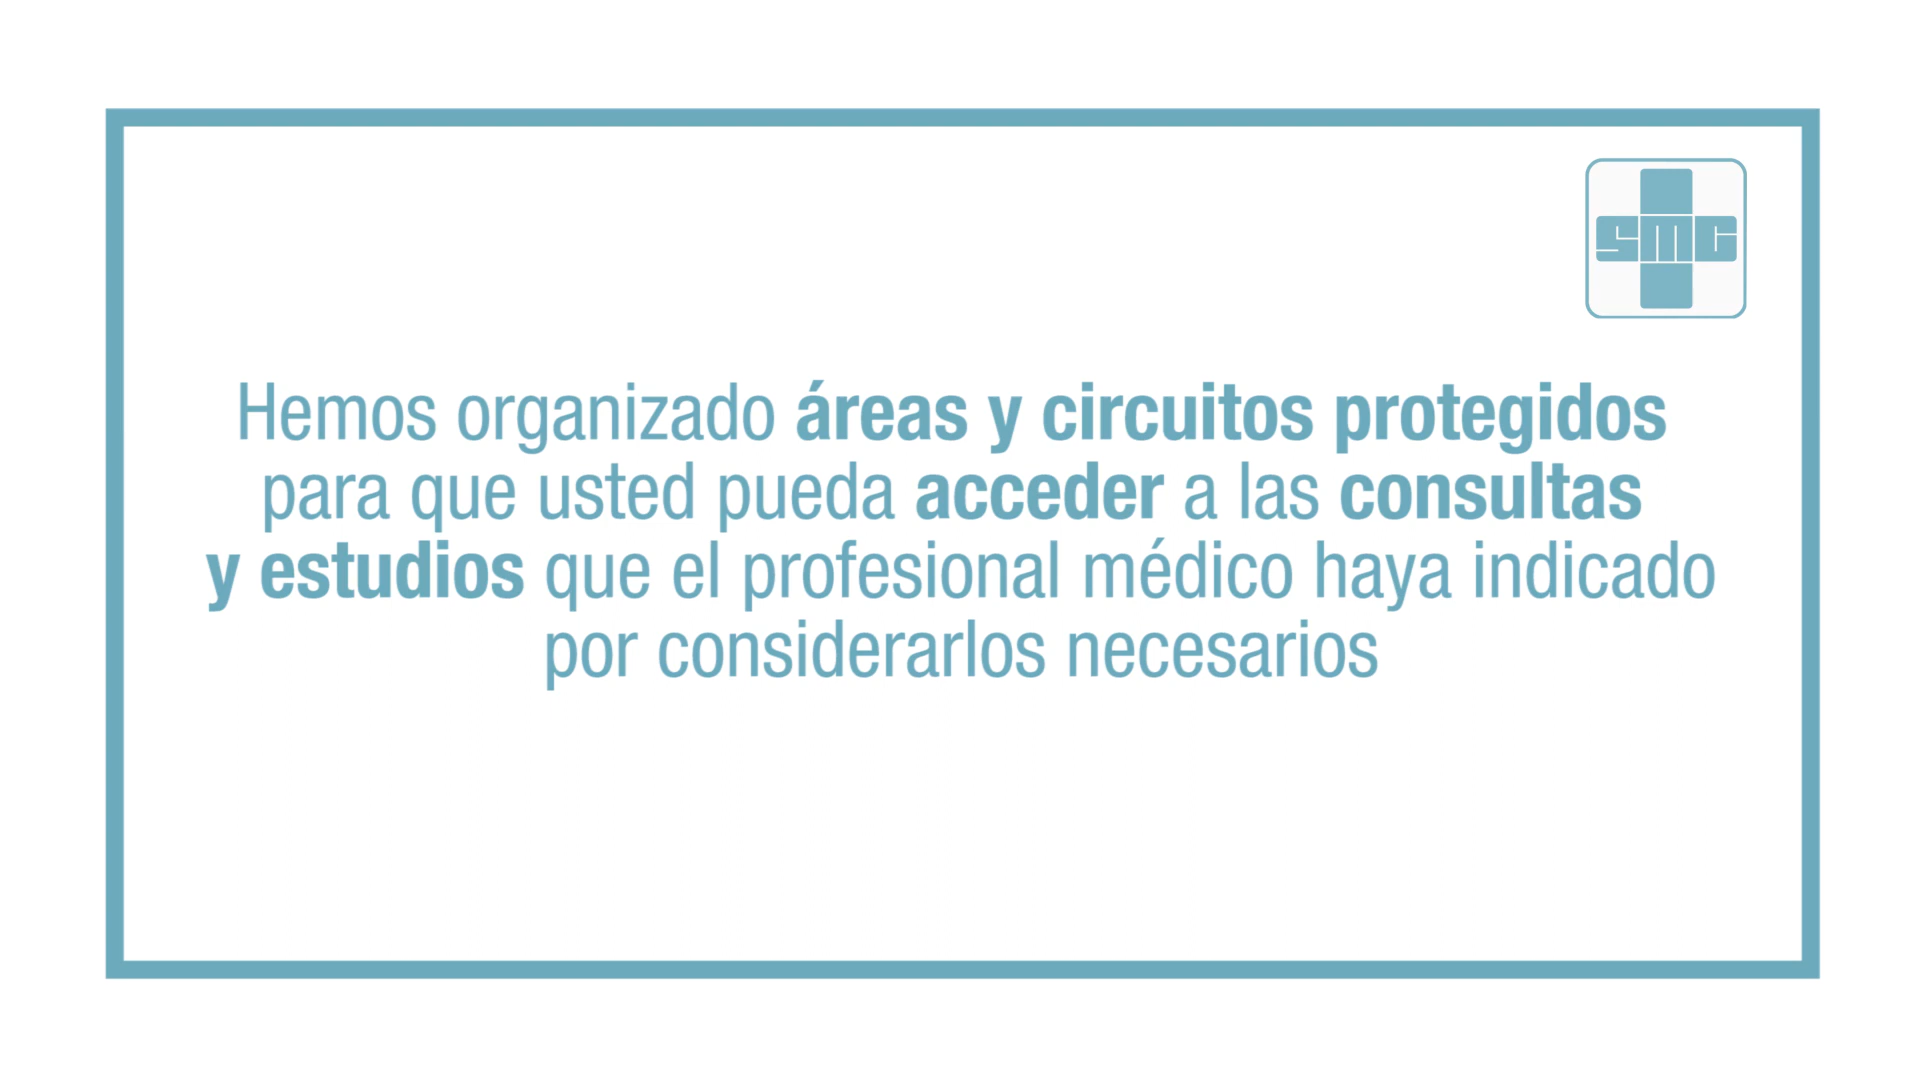 SMG
Hemos organizado áreas y circuitos protegidos
para que usted pueda acceder a las consultas
y estudios que el profesional médico haya indicado
por considerarlos necesarios